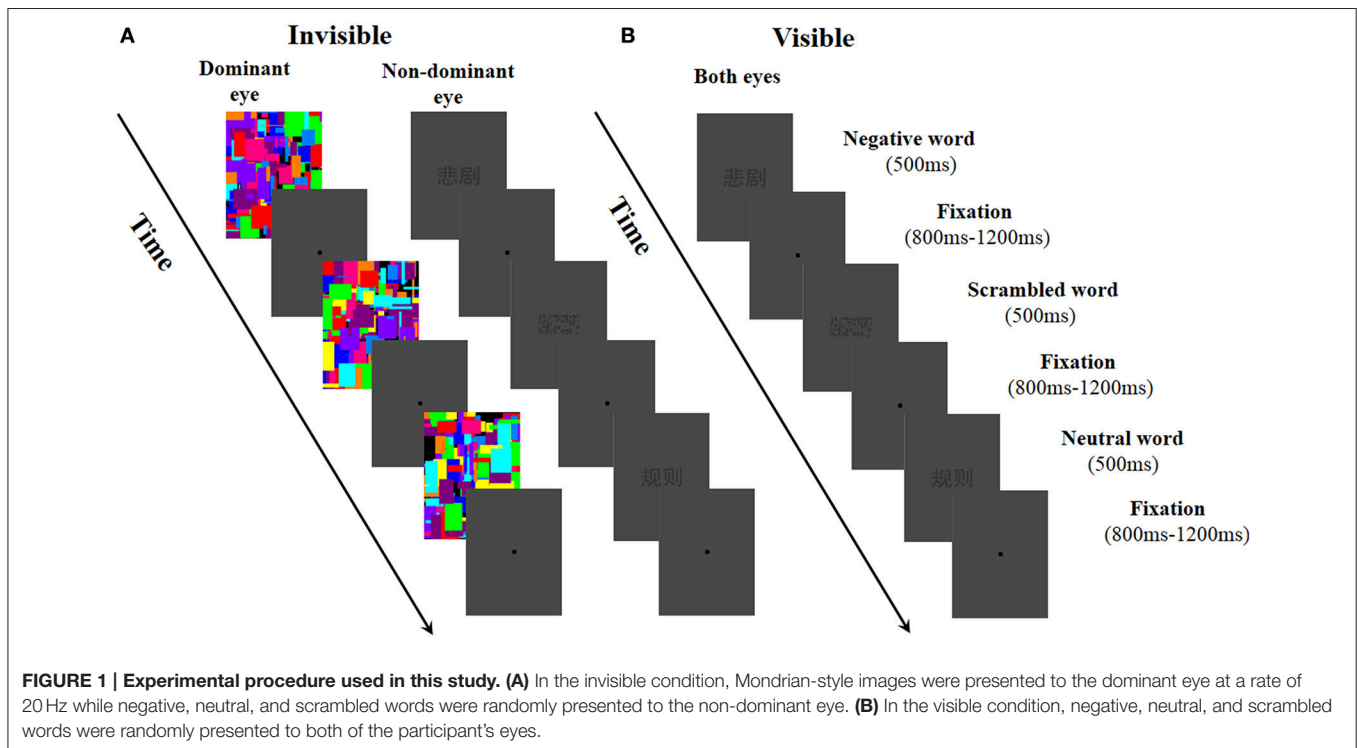 A
Invisible
Dominant
eye
Non-dominant
eye
Time
悲剧
规则
B
Visible
Both eyes
Time
悲剧
规则
Negative word
(500ms)
Fixation
(800ms-1200ms)
Scrambled word
(500ms)
Fixation
(800ms-1200ms)
Neutral word
(500ms)
Fixation
(800ms-1200ms)
FIGURE 1 | Experimental procedure used in this study. (A) In the invisible condition, Mondrian-style images were presented to the dominant eye at a rate of
20 Hz while negative, neutral, and scrambled words were randomly presented to the non-dominant eye. (B) In the visible condition, negative, neutral, and scrambled
words were randomly presented to both of the participant's eyes.